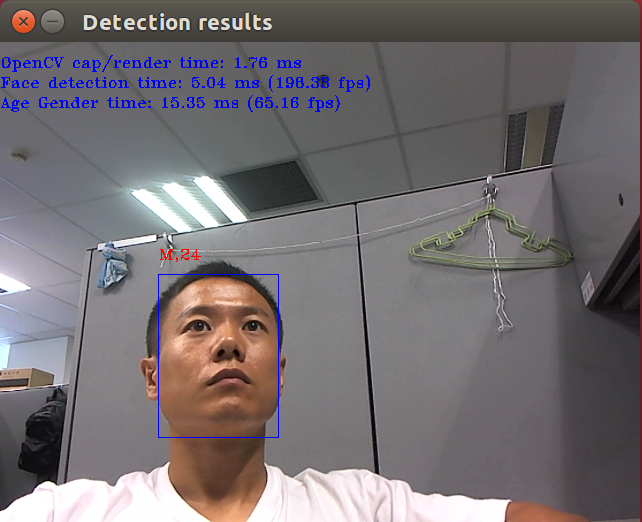 Detection results
OpenCV cap/render time: 1.76 ms
Face detection time: 5.04 ms (198.38 fps)
Age Gender time: 15.35 ms (65.16 fps)
M,24